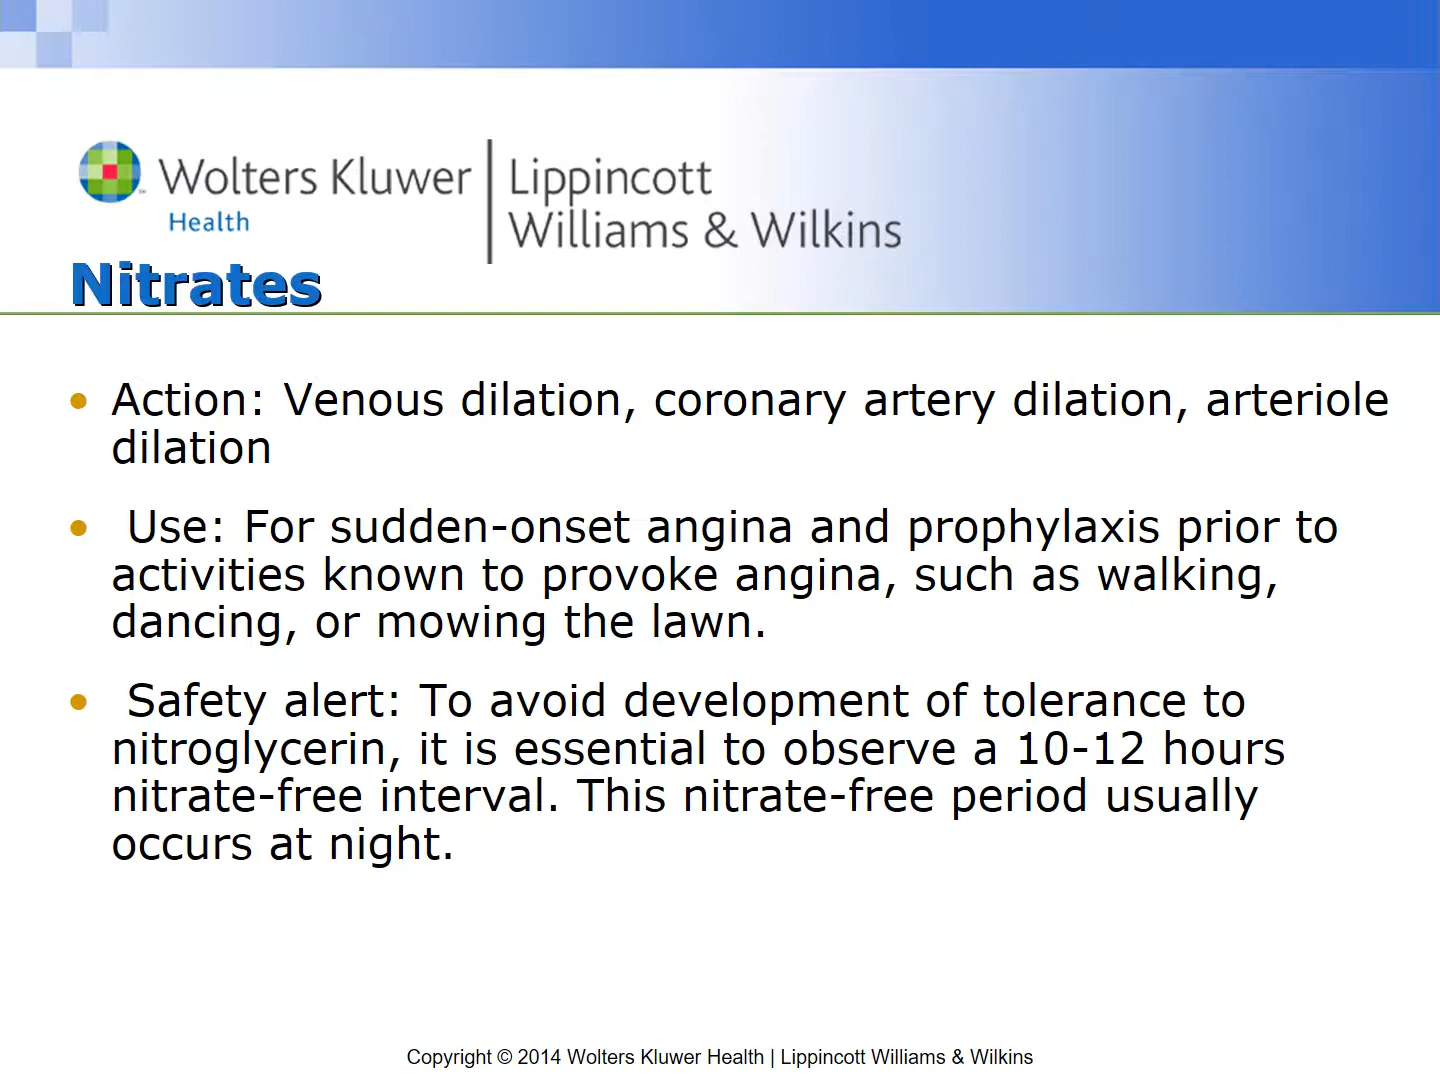 Wolters Kluwer
Health
Lippincott
Williams & Wilkins
Nitrates
• Action: Venous dilation, coronary artery dilation, arteriole
dilation
• Use: For sudden-onset angina and prophylaxis prior to
activities known to provoke angina, such as walking,
dancing, or mowing the lawn.
• Safety alert: To avoid development of tolerance to
nitroglycerin, it is essential to observe a 10-12 hours
nitrate-free interval. This nitrate-free period usually
occurs at night.
Copyright © 2014 Wolters Kluwer Health | Lippincott Williams & Wilkins